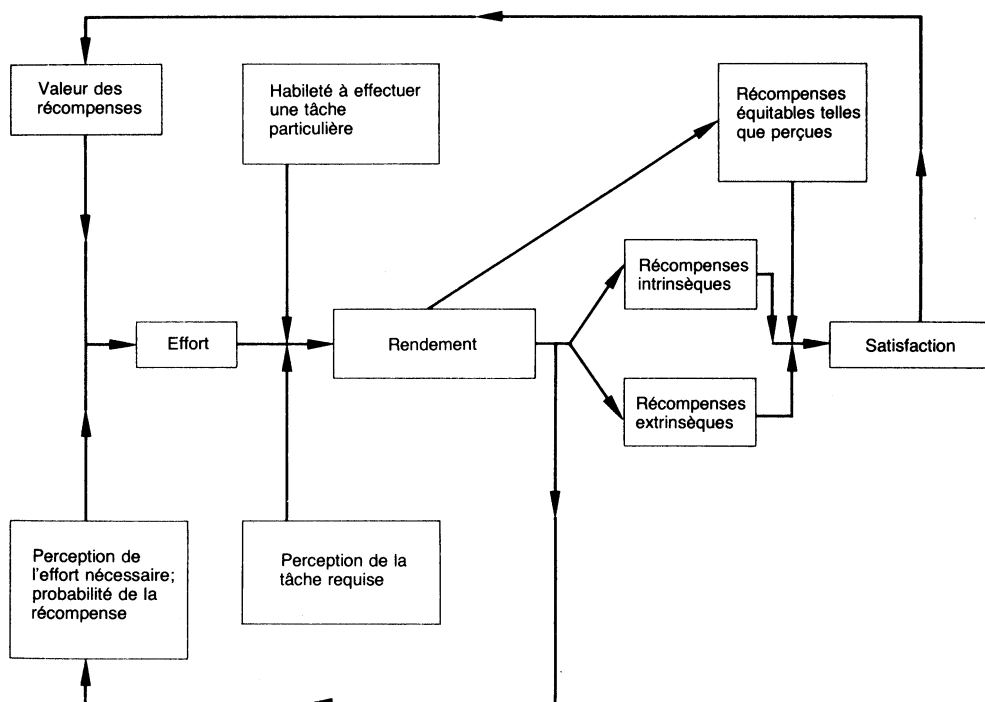 Valeur des
récompenses
Habileté à effectuer
une tâche
particulière
Récompenses
équitables telles
que perçues
Récompenses
intrinsèques
Effort
Rendement
Satisfaction
Récompenses
extrinsèques
Perception de
l'effort nécessaire;
probabilité de la
récompense
Perception de la
tâche requise